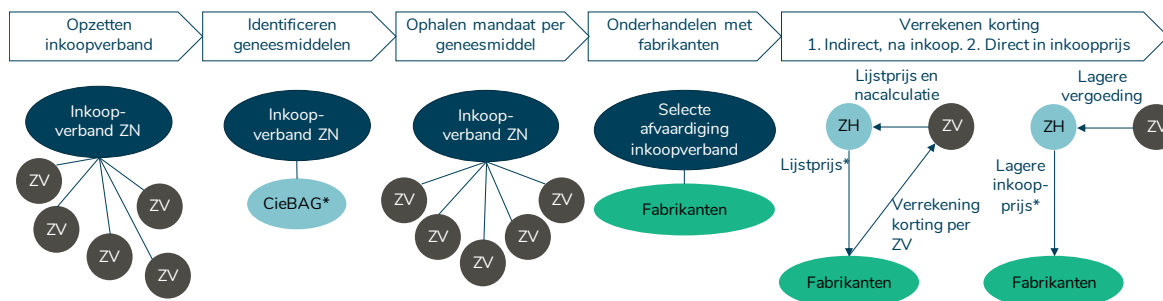 Opzetten
inkoopverband
Identificeren
geneesmiddelen
Ophalen mandaat per
geneesmiddel
Onderhandelen met
fabrikanten
Verrekenen korting
1. Indirect, na inkoop. 2. Direct in inkoopprijs
Inkoop-
verband ZN
ZV
ZV
ZV
ZV
ZV
Inkoop-
verband ZN
CieBAG*
Inkoop-
verband ZN
ZV
ZV
ZV
ZV
ZV
Selecte
afvaardiging
inkoopverband
Fabrikanten
Lijstprijs en
nacalculatie
ZH
ZV
Lijstprijs*
Verrekening
korting per
ZV
Fabrikanten
Lagere
vergoeding
ZH
ZV
Lagere
inkoop-
prijs*
Fabrikanten